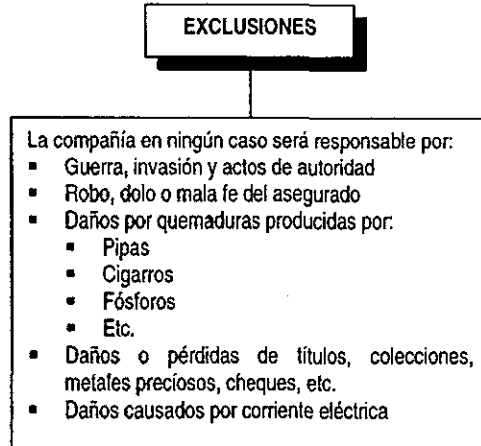 EXCLUSIONES
La compañía en ningún caso será responsable por:
▪ Guerra, invasión y actos de autoridad
▪ Robo, dolo o mala fe del asegurado
▪ Daños por quemaduras producidas por:
▪ Pipas
▪ Cigarros
▪ Fósforos
▪ Etc.
▪ Daños o pérdidas de títulos, colecciones,
metales preciosos, cheques, etc.
▪ Daños causados por corriente eléctrica